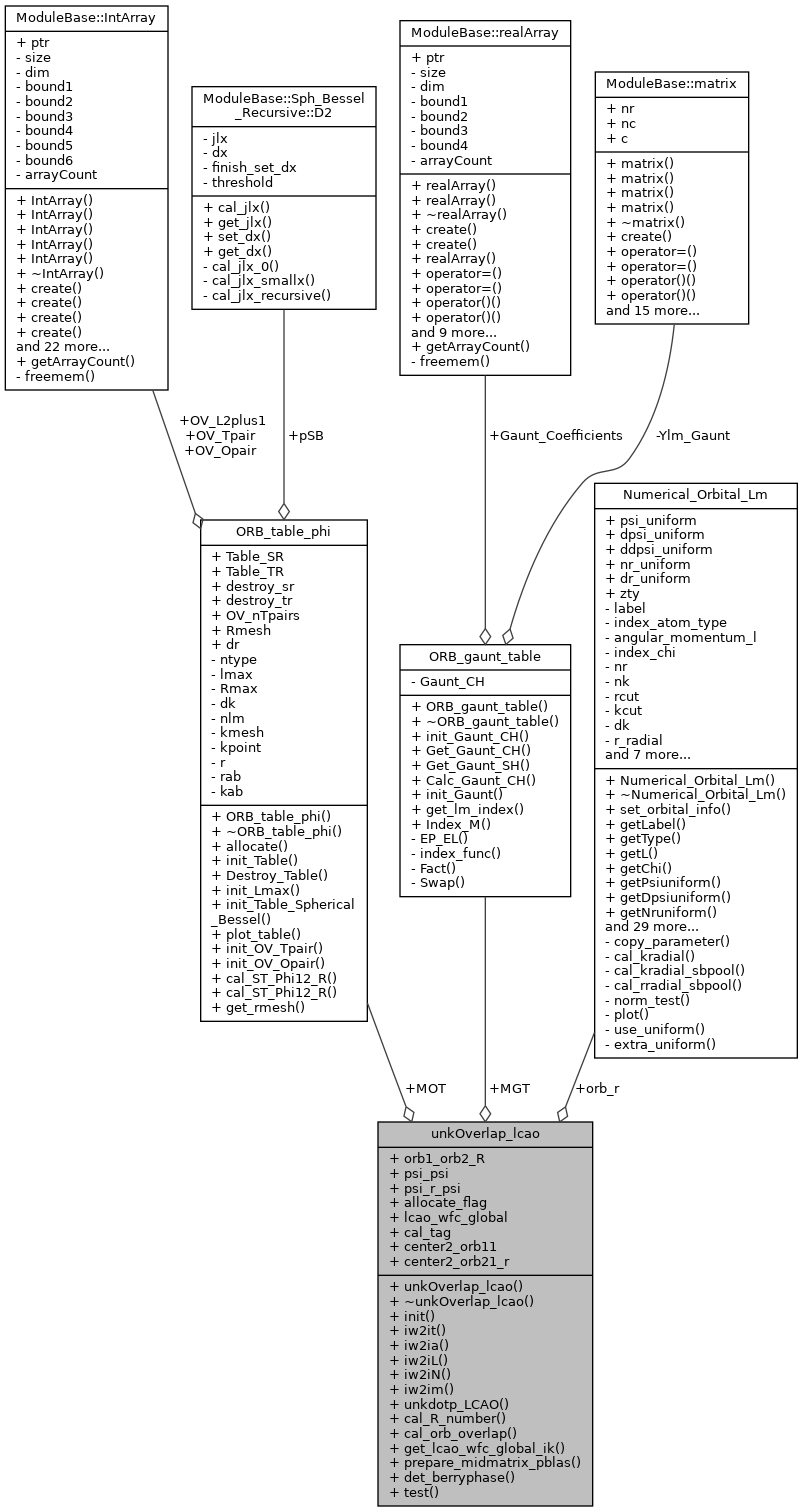 ModuleBase::IntArray
+ ptr
- size
- dim
- bound1
- bound2
- bound3
- bound4
- bound5
- bound6
- arrayCount
+ IntArray()
+ IntArray()
+ IntArray()
+ IntArray()
+ IntArray()
+ ~IntArray()
+ create()
+ create()
+ create()
+ create()
and 22 more...
+ getArrayCount()
- freemem()
ModuleBase::Sph_Bessel
_Recursive::D2
- jlx
- dx
- finish_set_dx
- threshold
+ cal_jlx()
+ get_jlx()
+ set_dx()
+ get_dx()
- cal_jlx_0()
- cal_jlx_smallx()
- cal_jlx_recursive()
ModuleBase::realArray
+ ptr
- size
- dim
- bound1
- bound2
- bound3
- bound4
- arrayCount
+ realArray()
+ realArray()
+ ~realArray()
+ create()
+ create()
+ realArray()
+ operator=()
+ operator=()
+ operator()()
+ operator()()
and 9 more...
+ getArrayCount()
- freemem()
ModuleBase::matrix
+ nr
+ nc
+ c
+ matrix()
+ matrix()
+ matrix()
+ matrix()
+ ~matrix()
+ create()
+ operator=()
+ operator=()
+ operator()()
+ operator()()
and 15 more...
+OV_L2plus1
+OV_Tpair
+OV_Opair
+pSB
+Gaunt_Coefficients
-Ylm_Gaunt
ORB_table_phi
+ Table_SR
+ Table_TR
+ destroy_sr
+ destroy_tr
+ OV_nTpairs
+ Rmesh
+ dr
- ntype
- lmax
- Rmax
- dk
- nlm
- kmesh
- kpoint
- r
- rab
- kab
+ ORB_table_phi()
+ ~ORB_table_phi()
+ allocate()
+ init_Table()
+ Destroy_Table()
+ init_Lmax()
+ init_Table_Spherical
_Bessel()
+ plot_table()
+ init_OV_Tpair()
+ init_OV_Opair()
+ cal_ST_Phi12_R()
+ cal_ST_Phi12_R()
+ get_rmesh()
ORB_gaunt_table
- Gaunt_CH
+ ORB_gaunt_table()
+ ~ORB_gaunt_table()
+ init_Gaunt_CH()
+ Get_Gaunt_CH()
+ Get_Gaunt_SH()
+ Calc_Gaunt_CH()
+ init_Gaunt()
+ get_lm_index()
+ Index_M()
- EP_EL()
- index_func()
- Fact()
- Swap()
Numerical_Orbital_Lm
+ psi_uniform
+ dpsi_uniform
+ ddpsi_uniform
+ nr_uniform
+ dr_uniform
+ zty
- label
- index_atom_type
- angular_momentum_l
- index_chi
- nr
- nk
- rcut
- kcut
- dk
- r_radial
and 7 more...
+ Numerical_Orbital_Lm()
+ ~Numerical_Orbital_Lm()
+ set_orbital_info()
+ getLabel()
+ getType()
+ getL()
+ getChi()
+ getPsiuniform()
+ getDpsiuniform()
+ getNruniform()
and 29 more...
- copy_parameter()
- cal_kradial()
- cal_kradial_sbpool()
- cal_rradial_sbpool()
- norm_test()
- plot()
- use_uniform()
- extra_uniform()
+MOT
+MGT
+orb_r
unkOverlap_lcao
+ orb1_orb2_R
+ psi_psi
+ psi_r_psi
+ allocate_flag
+ lcao_wfc_global
+ cal_tag
+ center2_orb11
+ center2_orb21_r
+ unkOverlap_lcao()
+ ~unkOverlap_lcao()
+ init()
+ iw2it()
+ iw2ia()
+ iw2iL()
+ iw2iN()
+ iw2im()
+ unkdotp_LCAO()
+ cal_R_number()
+ cal_orb_overlap()
+ get_lcao_wfc_global_ik()
+ prepare_midmatrix_pblas()
+ det_berryphase()
+ test()